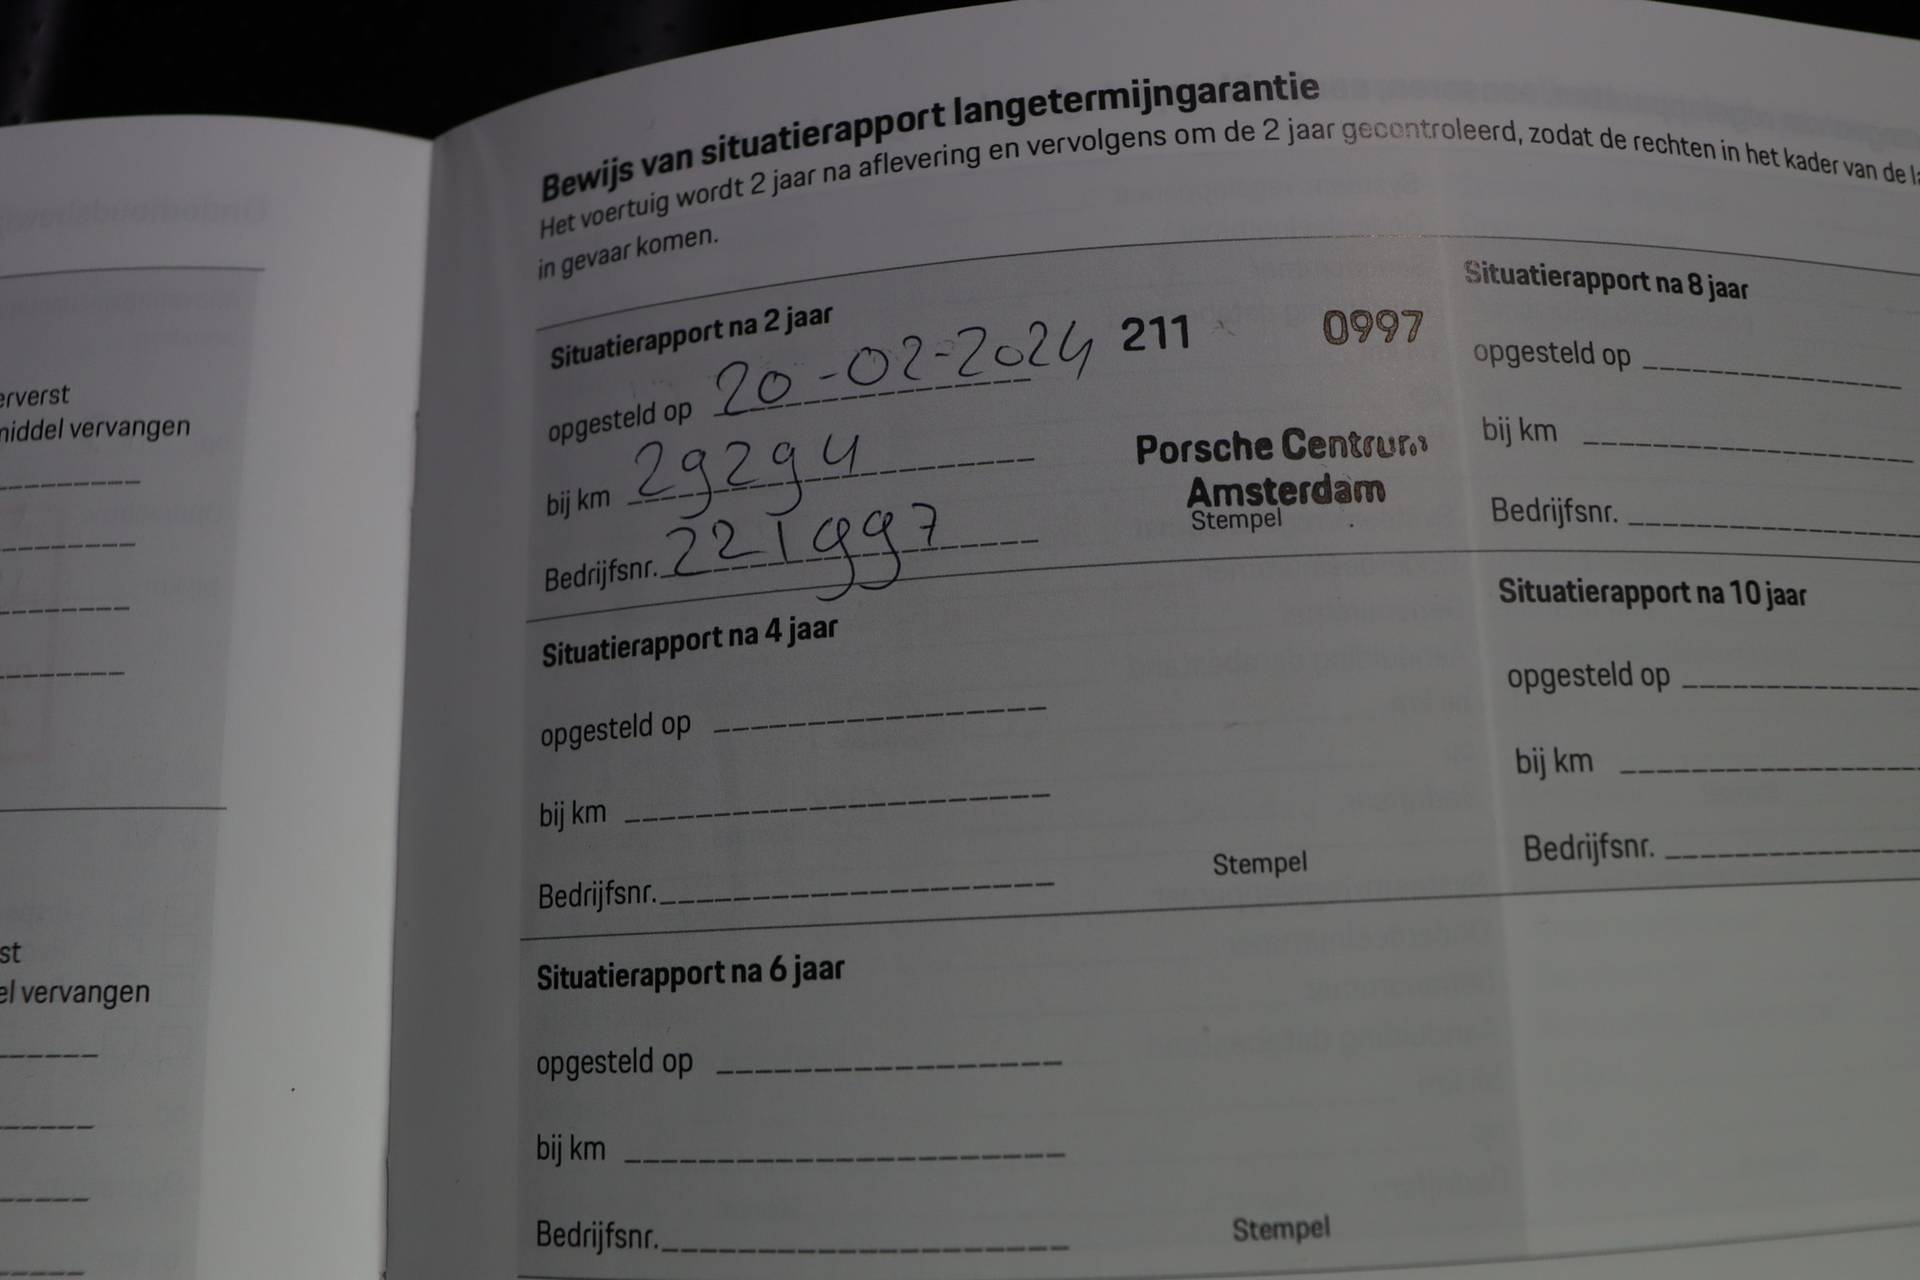 Bewijs van situatierapport langetermijngarantie
Het voertuig wordt 2 jaar na aflevering en vervolgens om de 2 jaar gecontroleerd, zodat de rechten in het kader van de
in gevaar komen.
Situatierapport na 2 jaar
opgesteld op 20-02-2024
bij km 29294
Bedrijfsnr. 221997
211 0997
Porsche Centrum
Amsterdam
Stempel
Situatierapport na 4 jaar
opgesteld op
bij km
Bedrijfsnr.
Stempel
Situatierapport na 6 jaar
opgesteld op
bij km
Bedrijfsnr.
Stempel
Situatierapport na 8 jaar
opgesteld op
bij km
Bedrijfsnr.
Situatierapport na 10 jaar
opgesteld op
bij km
Bedrijfsnr.
erverst
middel vervangen
st
el vervangen